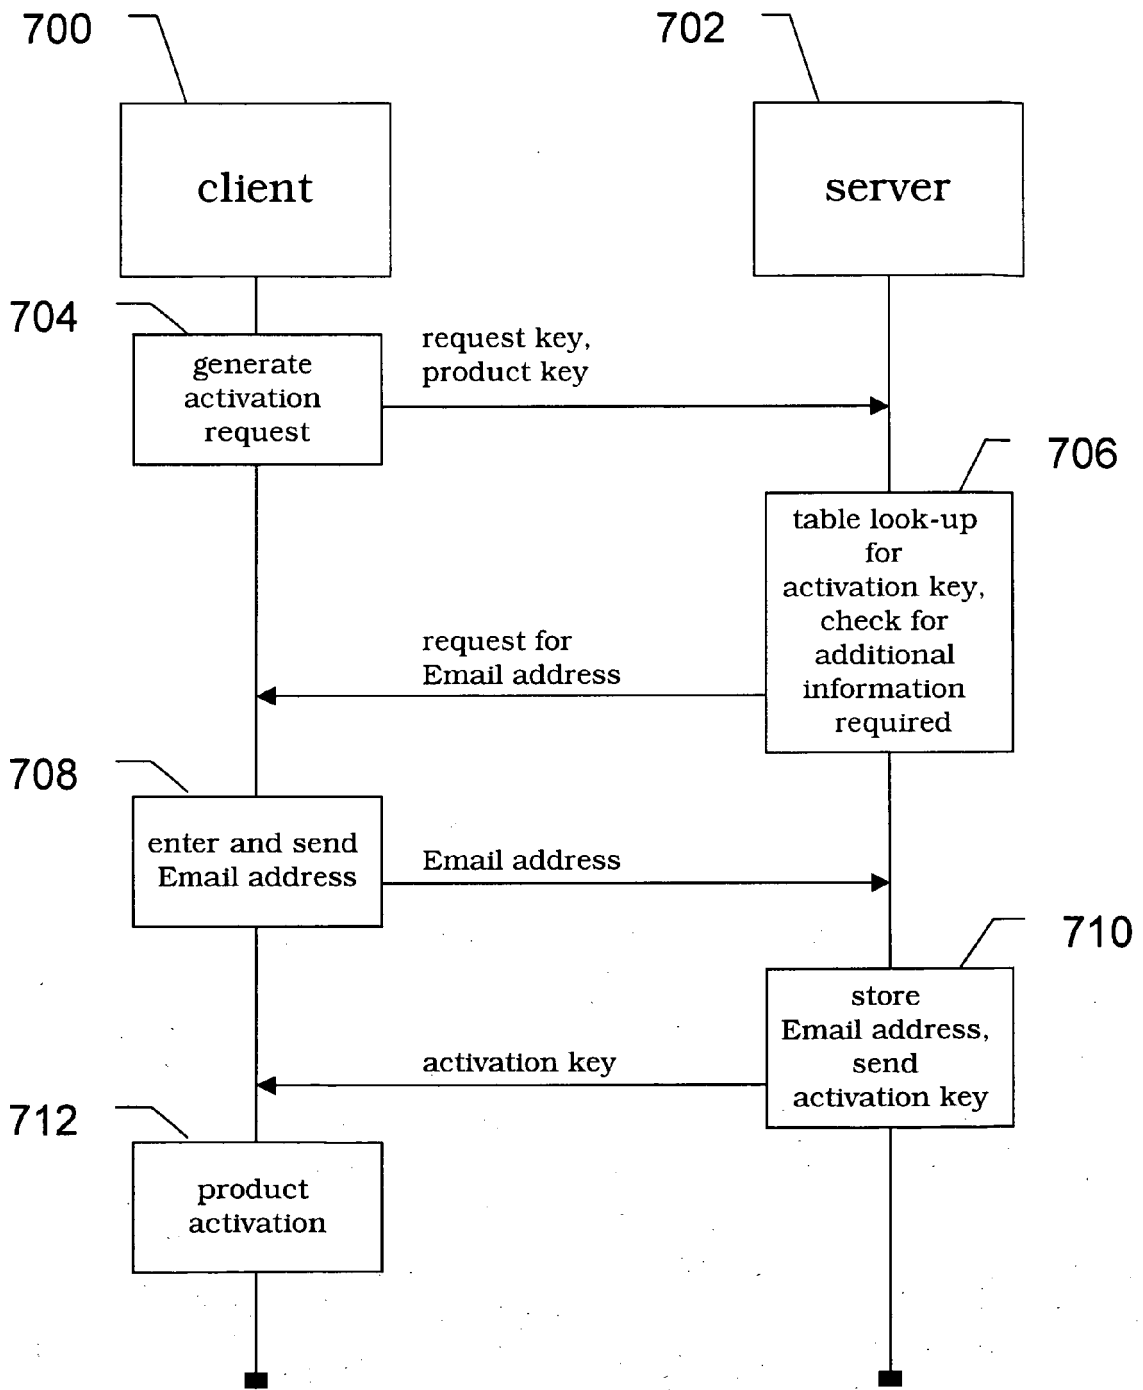 700
702
client
server
704
generate
activation
request
request key,
product key
706
table look-up
for
activation key,
check for
additional
information
required
request for
Email address
708
enter and send
Email address
Email address
710
store
Email address,
send
activation key
activation key
712
product
activation